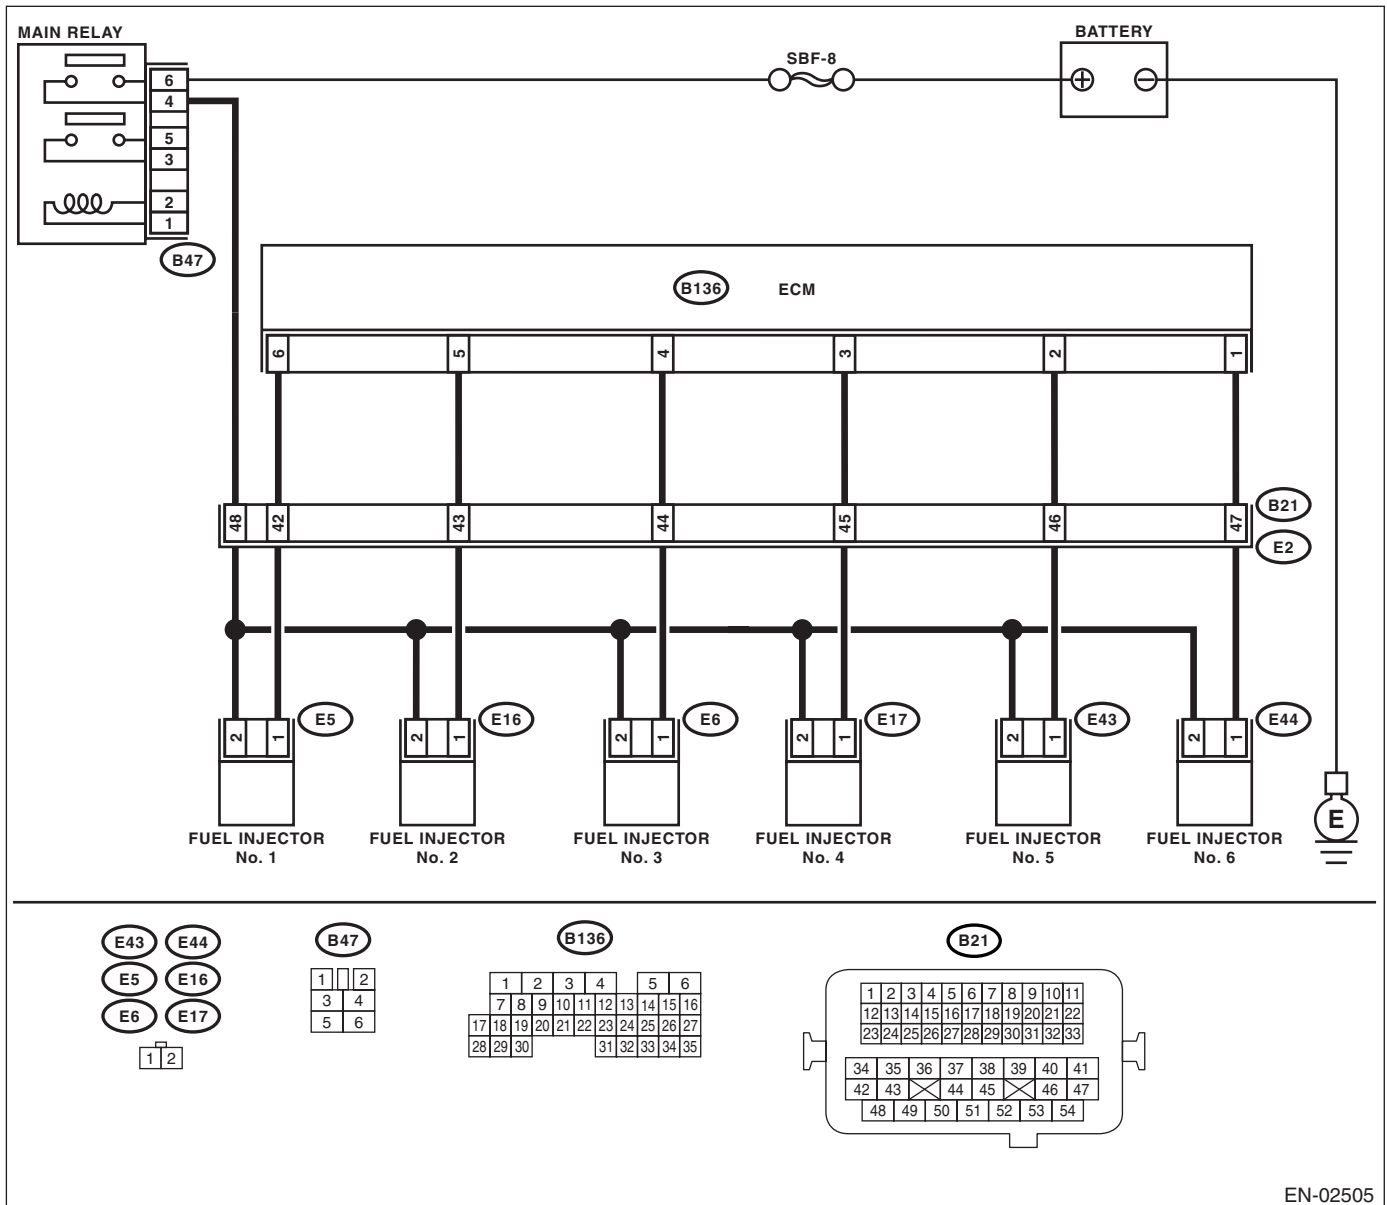 MAIN RELAY
BATTERY
SBF-8
6
4
5
3
2
1
B47
B136 ECM
6 5 4 3 2 1
48 42 43 44 45 46 47
B21
E2
2 1 E5 2 1 E16 2 1 E6 2 1 E17 2 1 E43 2 1 E44
E
FUEL INJECTOR No. 1
FUEL INJECTOR No. 2
FUEL INJECTOR No. 3
FUEL INJECTOR No. 4
FUEL INJECTOR No. 5
FUEL INJECTOR No. 6
E43 E44
E5 E16
E6 E17
1 2
B47
1 2
3 4
5 6
B136
1 2 3 4 5 6
7 8 9 10 11 12 13 14 15 16
17 18 19 20 21 22 23 24 25 26 27
28 29 30 31 32 33 34 35
B21
1 2 3 4 5 6 7 8 9 10 11
12 13 14 15 16 17 18 19 20 21 22
23 24 25 26 27 28 29 30 31 32 33
34 35 36 37 38 39 40 41
42 43 44 45 46 47
48 49 50 51 52 53 54
EN-02505